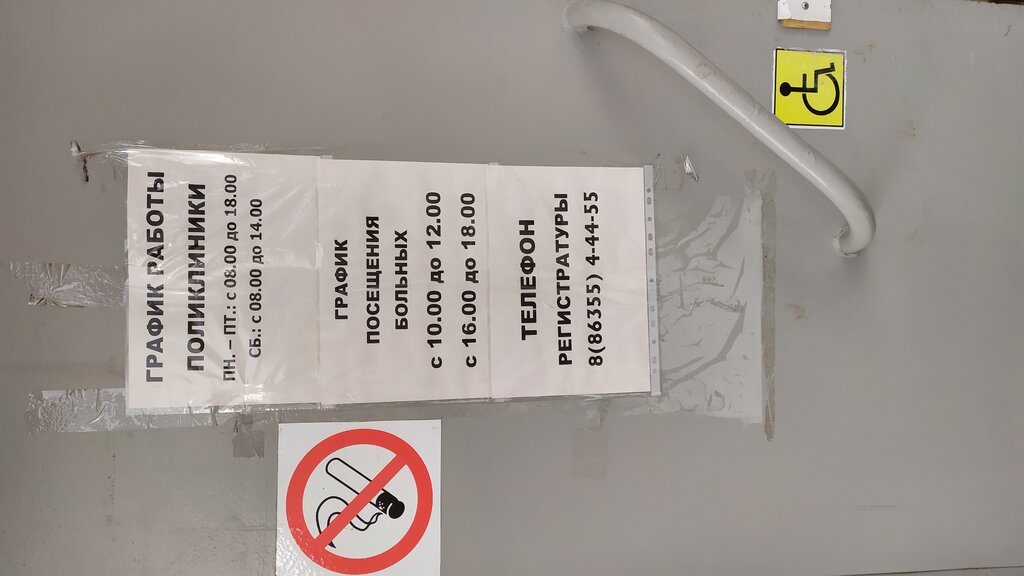 ГРАФИК РАБОТЫ
ПОЛИКЛИНИКИ
ПН. – ПТ.: с 08.00 до 18.00
СБ.: с 08.00 до 14.00
ГРАФИК
ПОСЕЩЕНИЯ
БОЛЬНЫХ
с 10.00 до 12.00
с 16.00 до 18.00
ТЕЛЕФОН
РЕГИСТРАТУРЫ
8(86355) 4-44-55